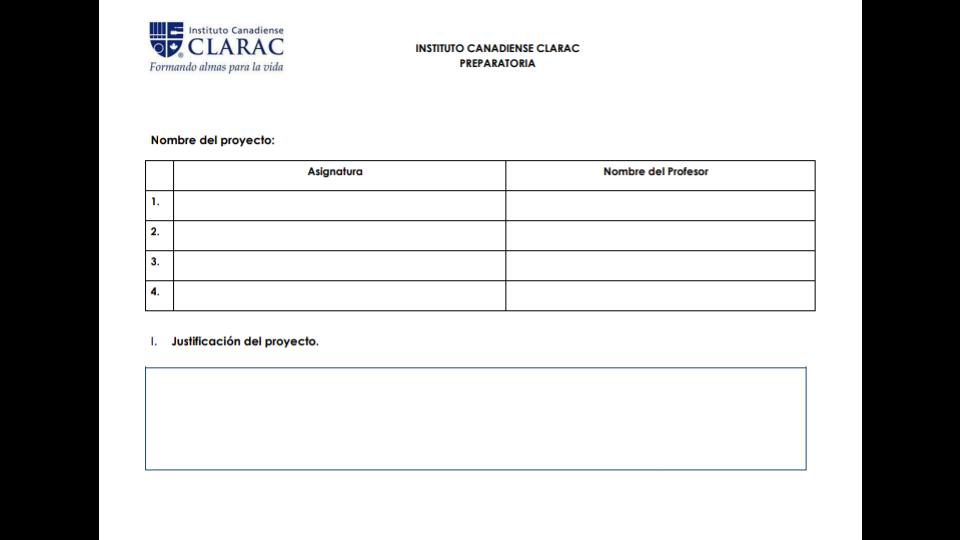 Instituto Canadiense
CLARAC
Formando almas para la vida
INSTITUTO CANADIENSE CLARAC
PREPARATORIA
Nombre del proyecto:
Asignatura Nombre del Profesor
1.
2.
3.
4.
I. Justificación del proyecto.